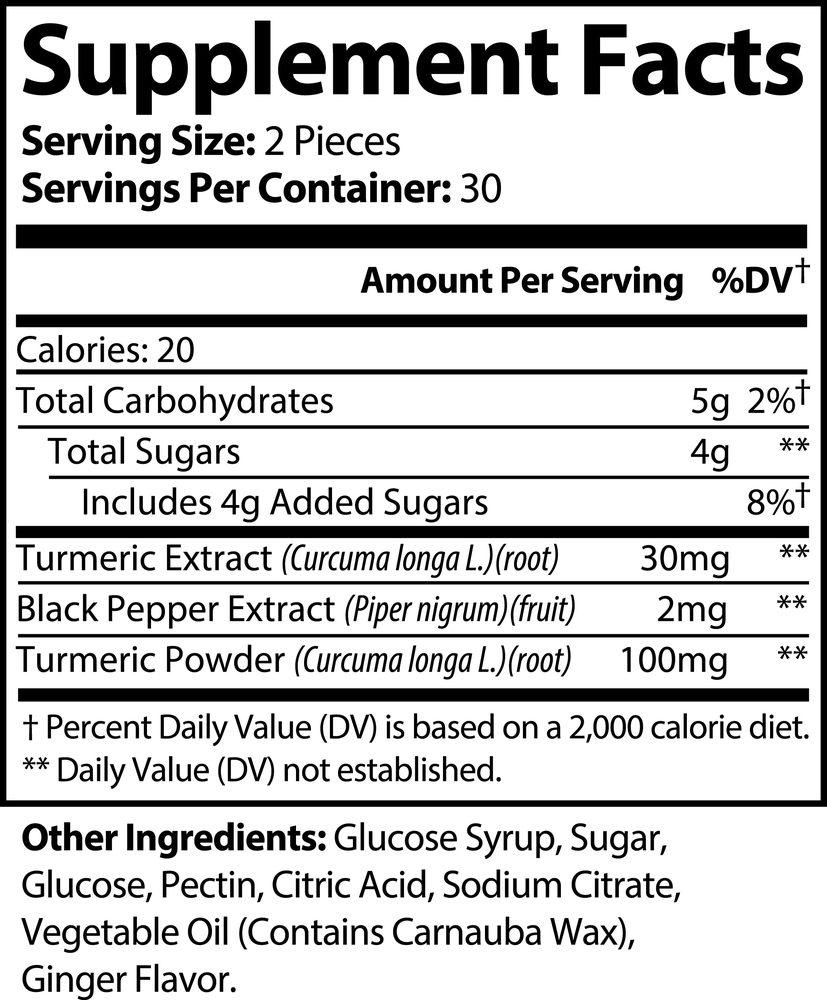 Supplement Facts
Serving Size: 2 Pieces
Servings Per Container: 30
Amount Per Serving %DV†
Calories: 20
Total Carbohydrates 5g 2%†
Total Sugars 4g **
Includes 4g Added Sugars 8%†
Turmeric Extract (Curcuma longa L.)(root) 30mg **
Black Pepper Extract (Piper nigrum)(fruit) 2mg **
Turmeric Powder (Curcuma longa L.)(root) 100mg **
† Percent Daily Value (DV) is based on a 2,000 calorie diet.
** Daily Value (DV) not established.
Other Ingredients: Glucose Syrup, Sugar,
Glucose, Pectin, Citric Acid, Sodium Citrate,
Vegetable Oil (Contains Carnauba Wax),
Ginger Flavor.